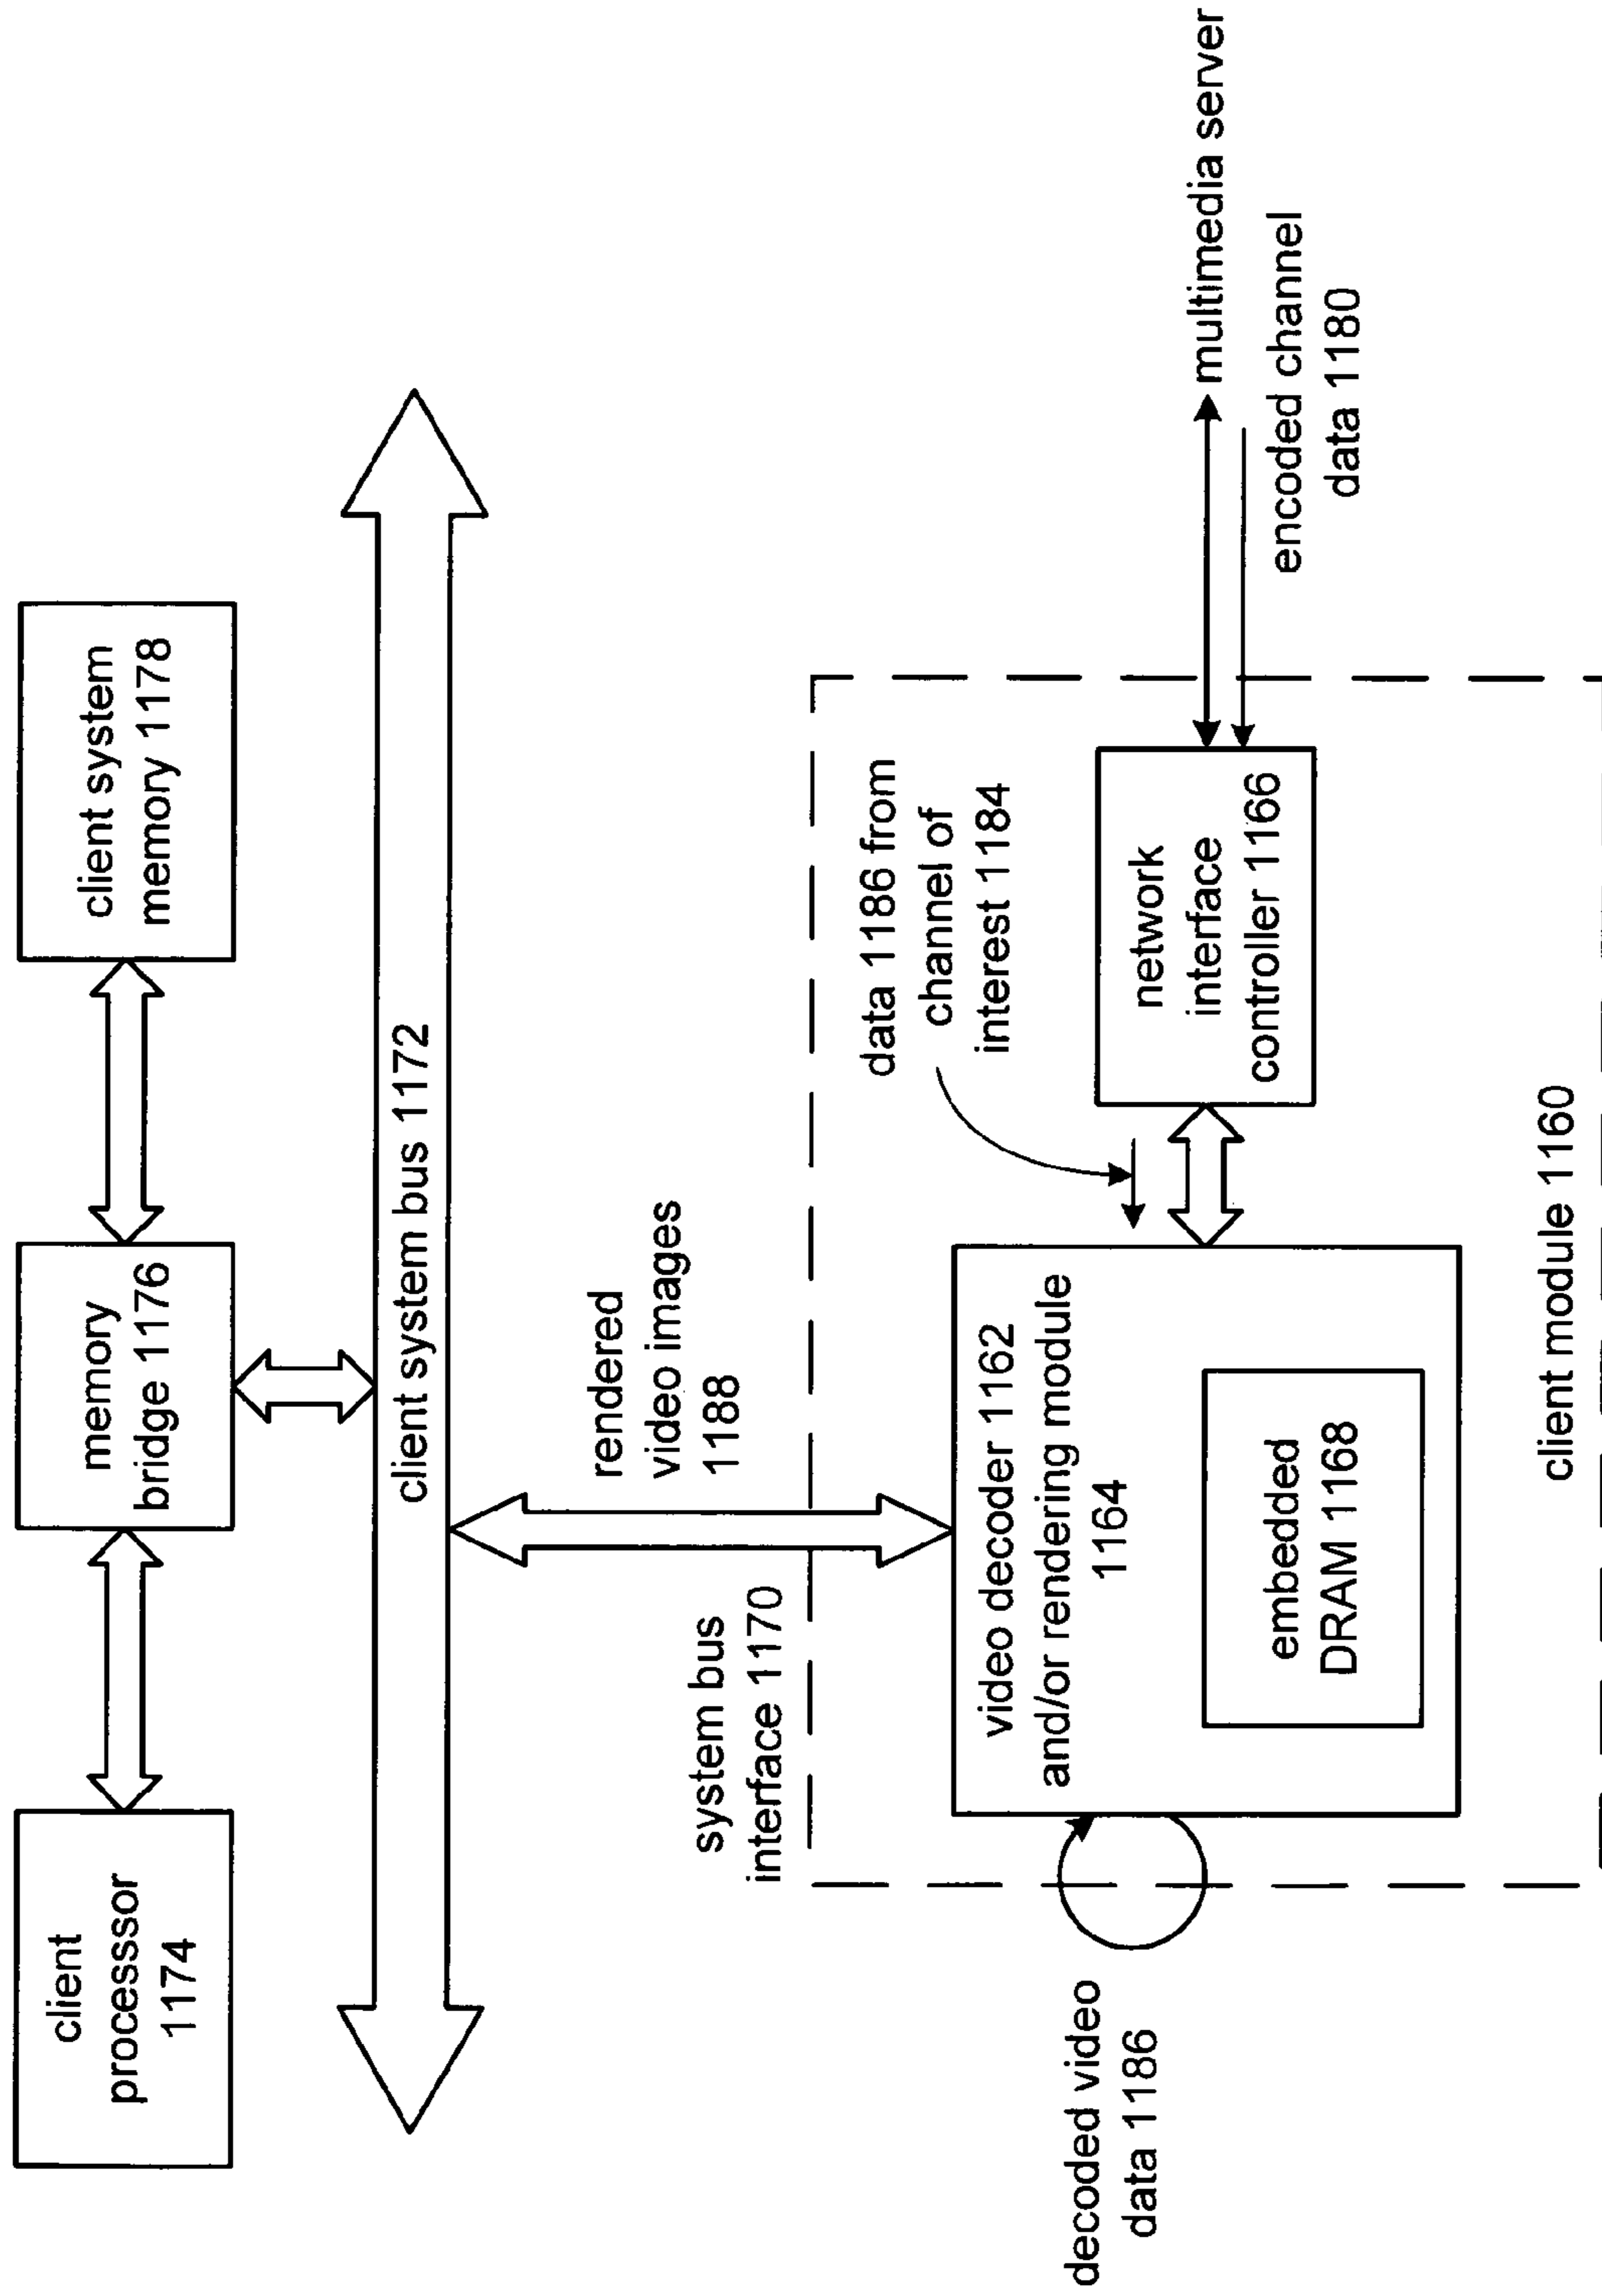 client
processor
1174
memory
bridge 1176
client system
memory 1178
client system bus 1172
system bus
interface 1170
rendered
video images
1188
data 1186 from
channel of
interest 1184
decoded video
data 1186
video decoder 1162
and/or rendering module
1164
embedded
DRAM 1168
network
interface
controller 1166
multimedia server
encoded channel
data 1180
client module 1160